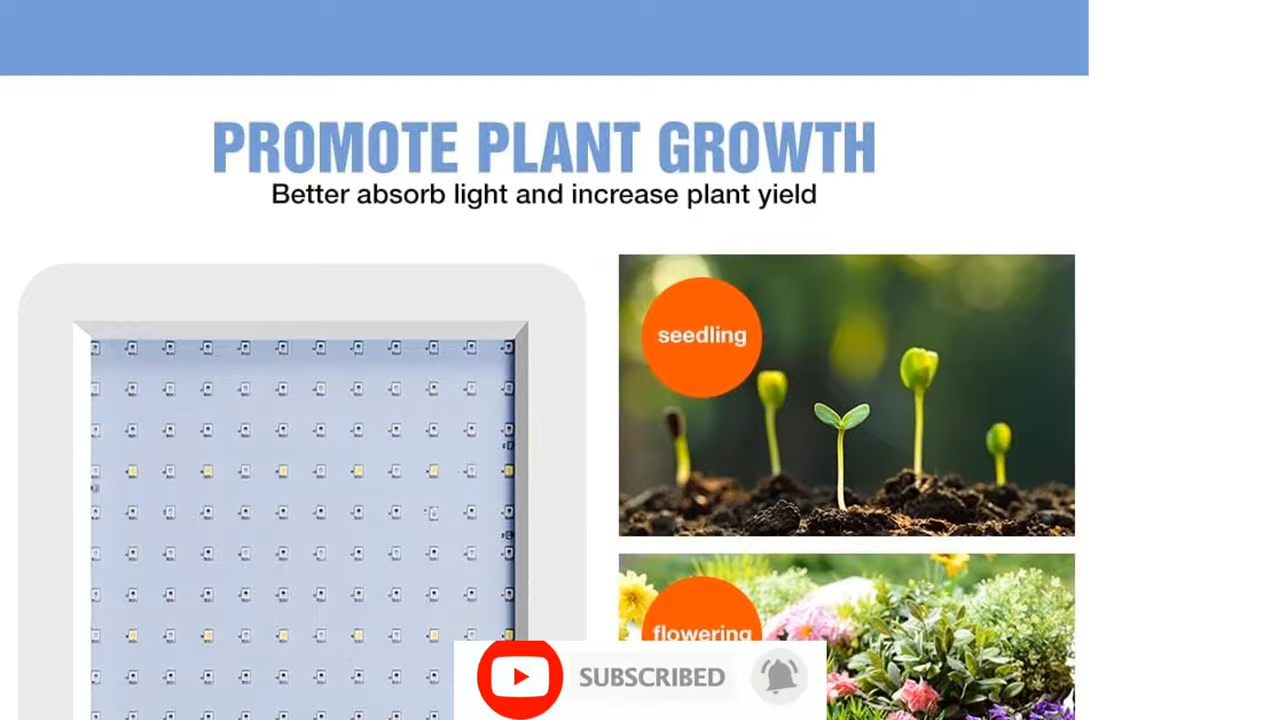 PROMOTE PLANT GROWTH
Better absorb light and increase plant yield
seedling
flowering
SUBSCRIBED